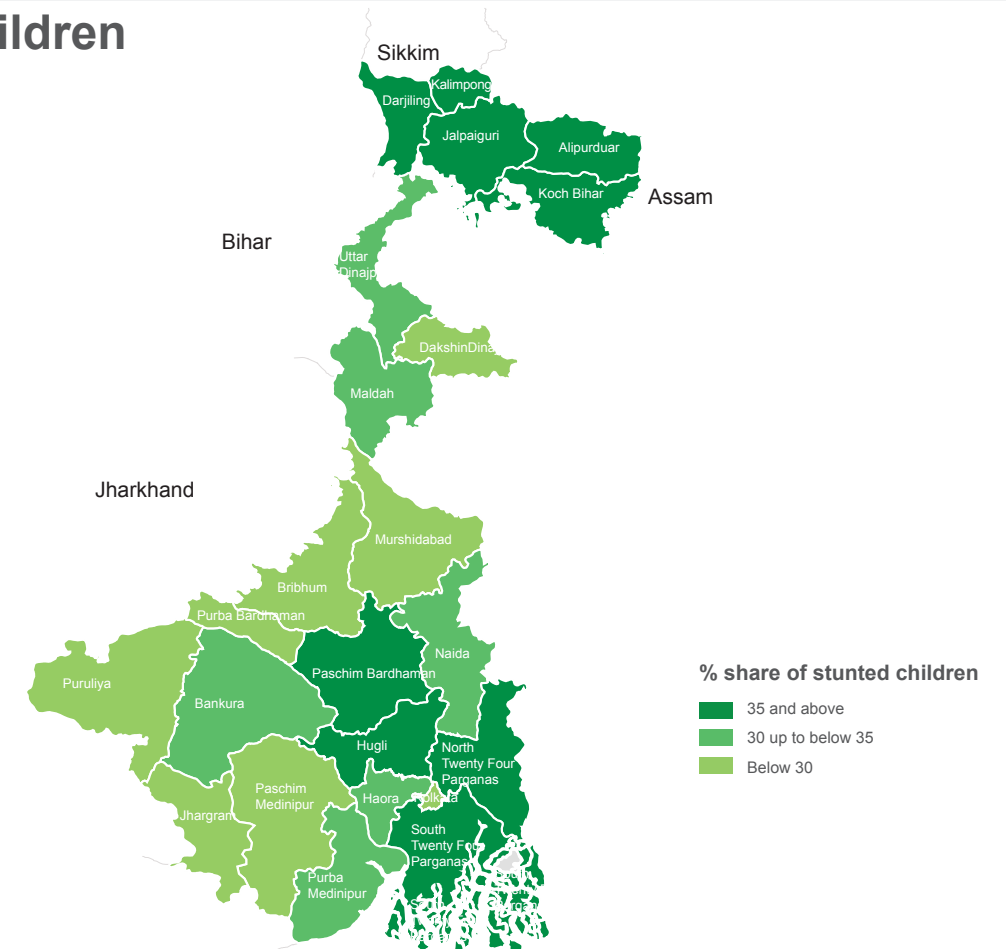 ildren
Sikkim
Kalimpong
Darjiling
Jalpaiguri
Alipurduar
Koch Bihar
Assam
Bihar
Uttar
Dinajp
DakshinDina
Maldah
Jharkhand
Murshidabad
Bribhum
Purba Bardhaman
Naida
Paschim Bardhaman
Puruliya
Bankura
Hugli
North
Twenty Four
Parganas
Paschim
Medinipur
Haora
Kolkata
Jhargram
South
Twenty Fou
Parganas
Purba
Medinipur
% share of stunted children
35 and above
30 up to below 35
Below 30